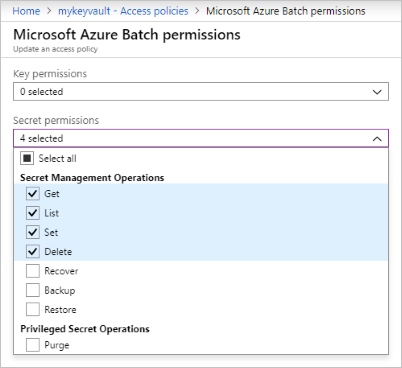 Home > mykeyvault - Access policies > Microsoft Azure Batch permissions
Microsoft Azure Batch permissions
Update an access policy
Key permissions
0 selected
Secret permissions
4 selected
Select all
Secret Management Operations
Get
List
Set
Delete
Recover
Backup
Restore
Privileged Secret Operations
Purge